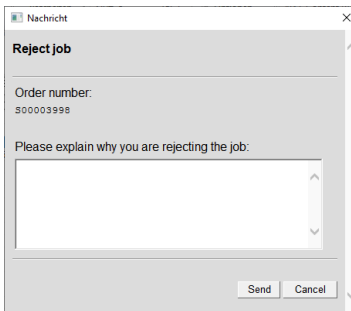 Nachricht
Reject job
Order number:
S00003998
Please explain why you are rejecting the job:
Send Cancel